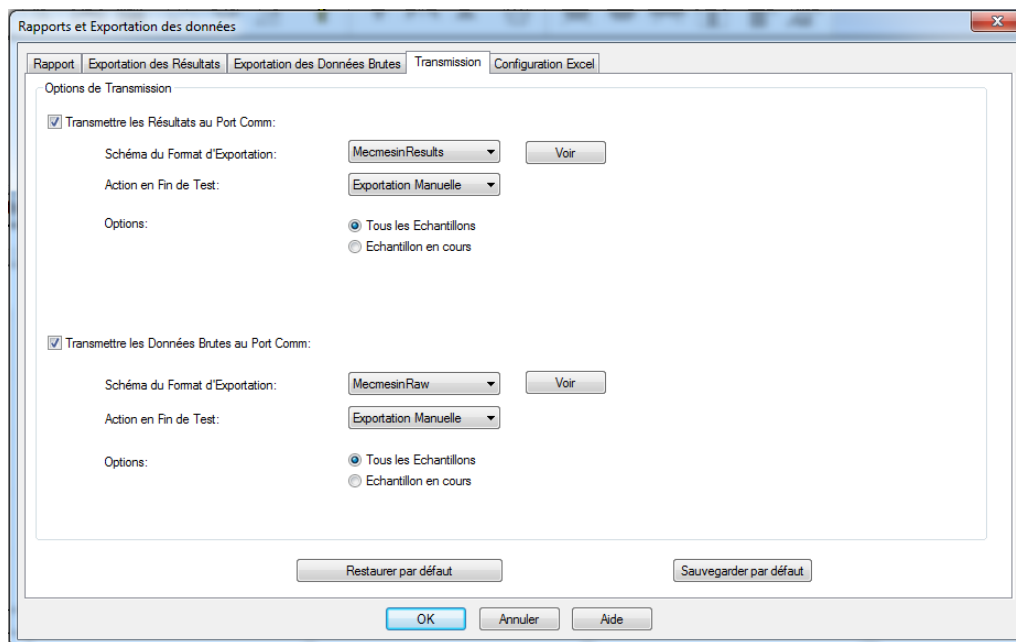 Rapports et Exportation des données
Rapport Exportation des Résultats Exportation des Données Brutes Transmission Configuration Excel
Options de Transmission
Transmettre les Résultats au Port Comm:
Schéma du Format d'Exportation: MecmesinResults Voir
Action en Fin de Test: Exportation Manuelle
Options: Tous les Echantillons
Echantillon en cours
Transmettre les Données Brutes au Port Comm:
Schéma du Format d'Exportation: MecmesinRaw Voir
Action en Fin de Test: Exportation Manuelle
Options: Tous les Echantillons
Echantillon en cours
Restaurer par défaut Sauvegarder par défaut
OK Annuler Aide